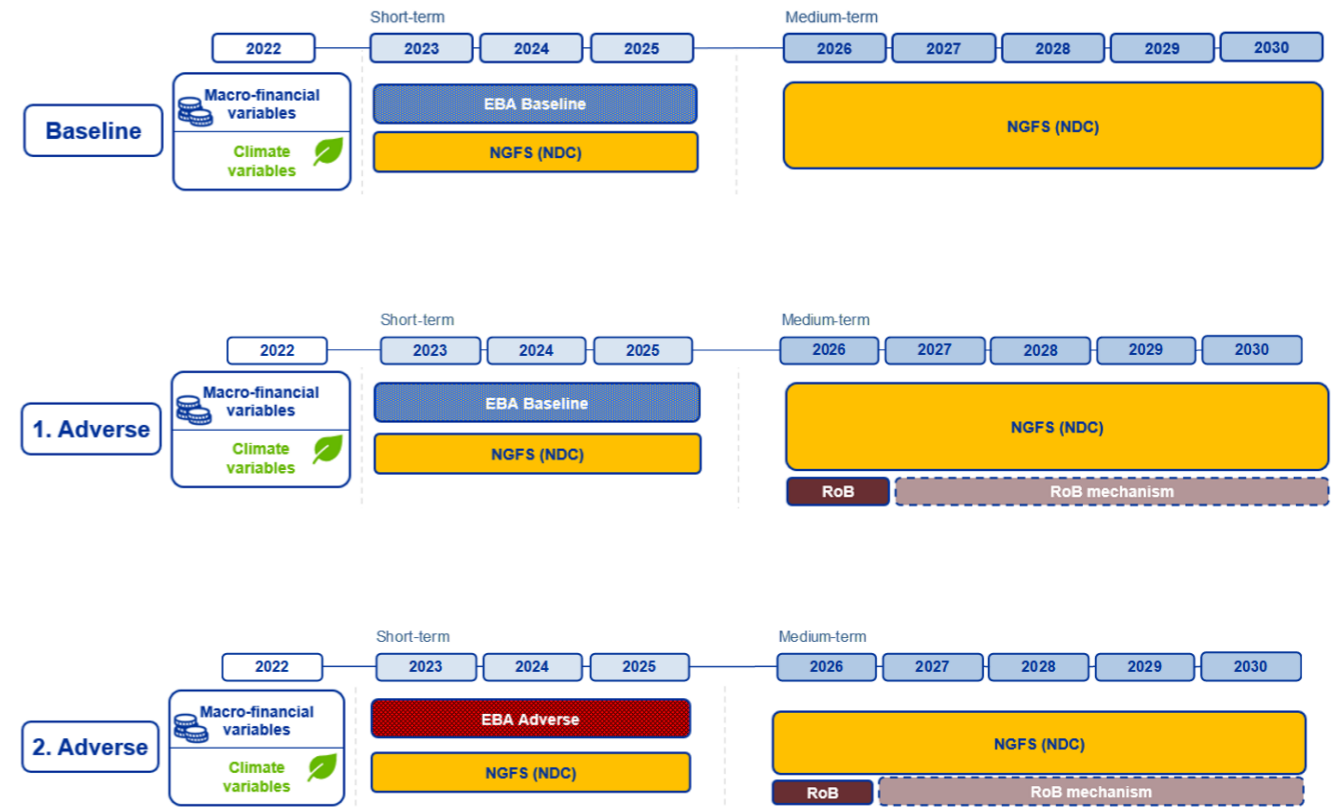 Short-term
Medium-term
2022
2023
2024
2025
2026
2027
2028
2029
2030
Baseline
Macro-financial
variables
Climate
variables
EBA Baseline
NGFS (NDC)
NGFS (NDC)
Short-term
Medium-term
2022
2023
2024
2025
2026
2027
2028
2029
2030
1. Adverse
Macro-financial
variables
Climate
variables
EBA Baseline
NGFS (NDC)
NGFS (NDC)
RoB
RoB mechanism
Short-term
Medium-term
2022
2023
2024
2025
2026
2027
2028
2029
2030
2. Adverse
Macro-financial
variables
Climate
variables
EBA Adverse
NGFS (NDC)
NGFS (NDC)
RoB
RoB mechanism